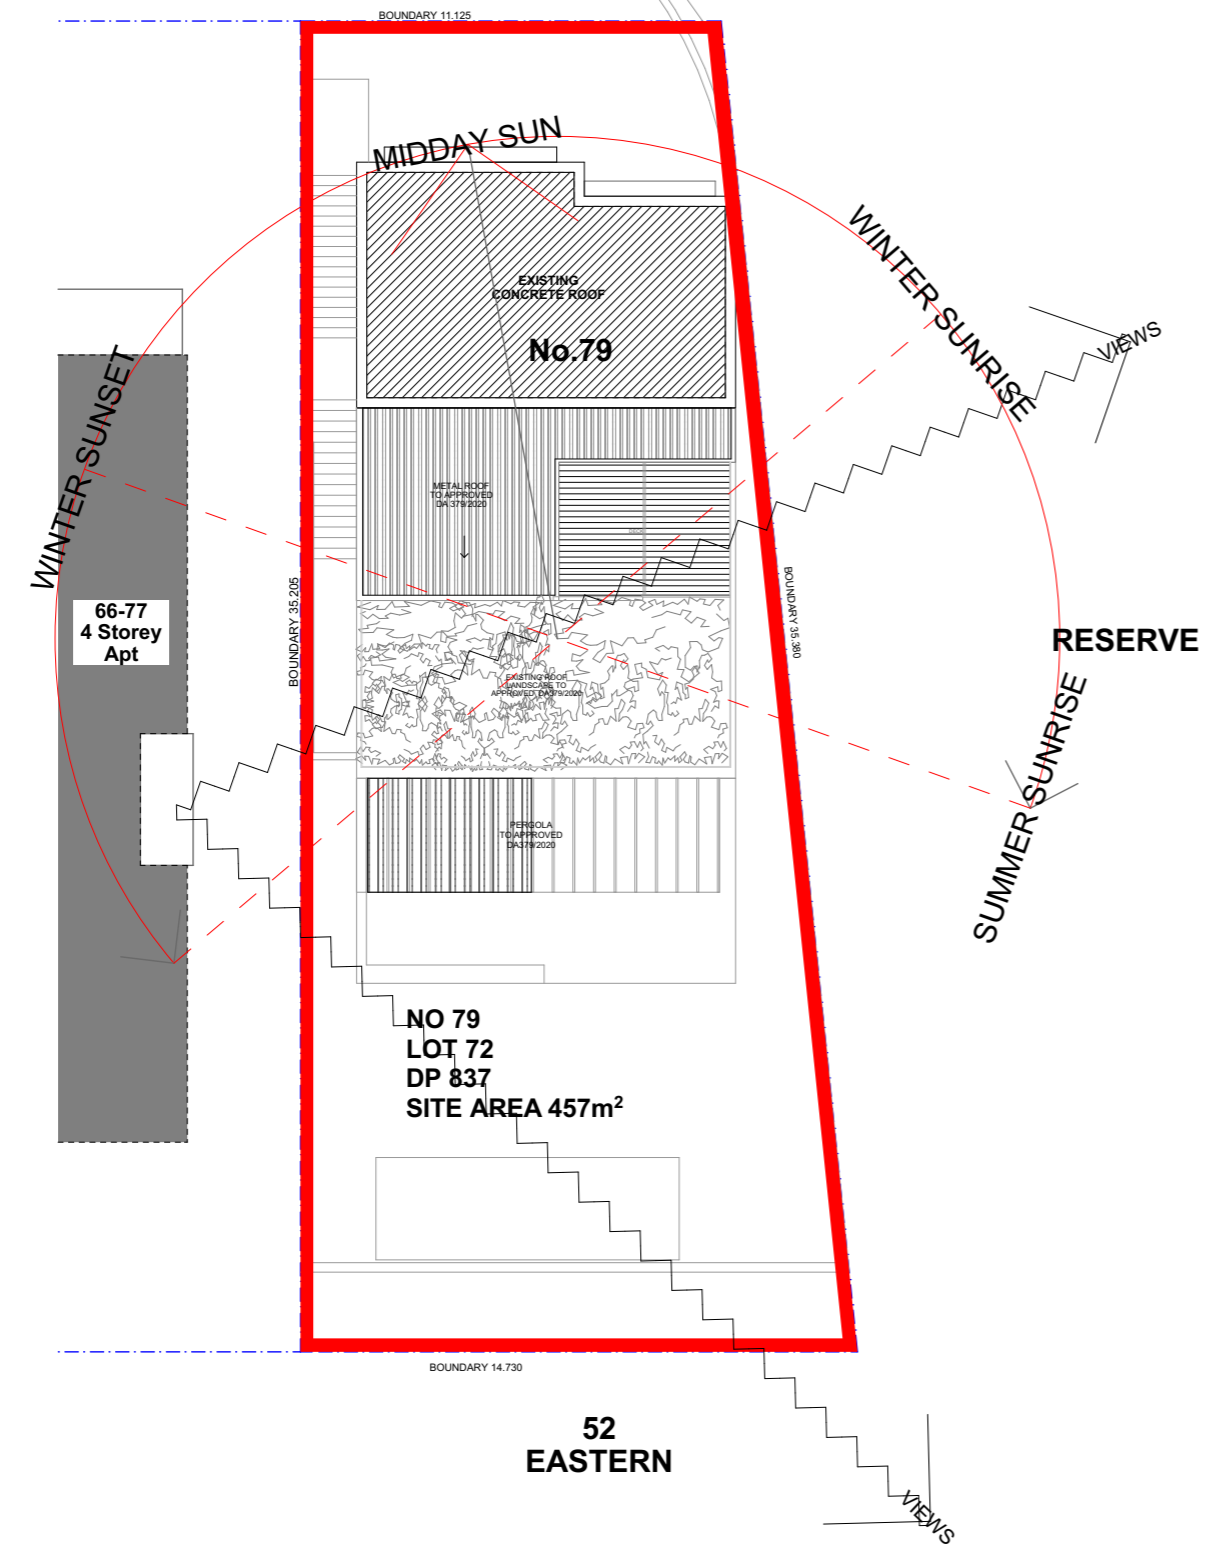 BOUNDARY 11.125
MIDDAY SUN
WINTER SUNRISE
VIEWS
EXISTING
CONCRETE ROOF
No.79
WINTER SUNSET
METAL ROOF
TO APPROVED
DA 379/2020
DECK
BOUNDARY 35.205
BOUNDARY 35.380
66-77
4 Storey
Apt
RESERVE
EXISTING ROOF
LANDSCAPE TO
APPROVED DA379/2020
SUMMER SUNRISE
PERGOLA
TO APPROVED
DA379/2020
NO 79
LOT 72
DP 837
SITE AREA 457m²
BOUNDARY 14.730
52
EASTERN
VIEWS